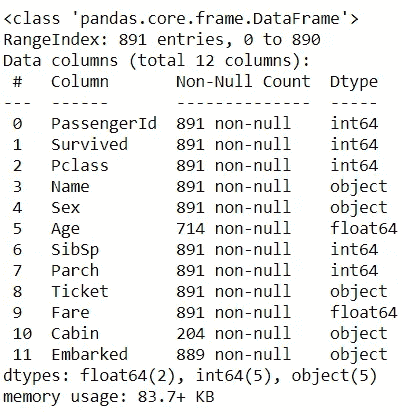 <class 'pandas.core.frame.DataFrame'>
RangeIndex: 891 entries, 0 to 890
Data columns (total 12 columns):
 #   Column       Non-Null Count  Dtype
---  ------       --------------  -----
 0   PassengerId  891 non-null    int64
 1   Survived     891 non-null    int64
 2   Pclass       891 non-null    int64
 3   Name         891 non-null    object
 4   Sex          891 non-null    object
 5   Age          714 non-null    float64
 6   SibSp        891 non-null    int64
 7   Parch        891 non-null    int64
 8   Ticket       891 non-null    object
 9   Fare         891 non-null    float64
 10  Cabin        204 non-null    object
 11  Embarked     889 non-null    object
dtypes: float64(2), int64(5), object(5)
memory usage: 83.7+ KB